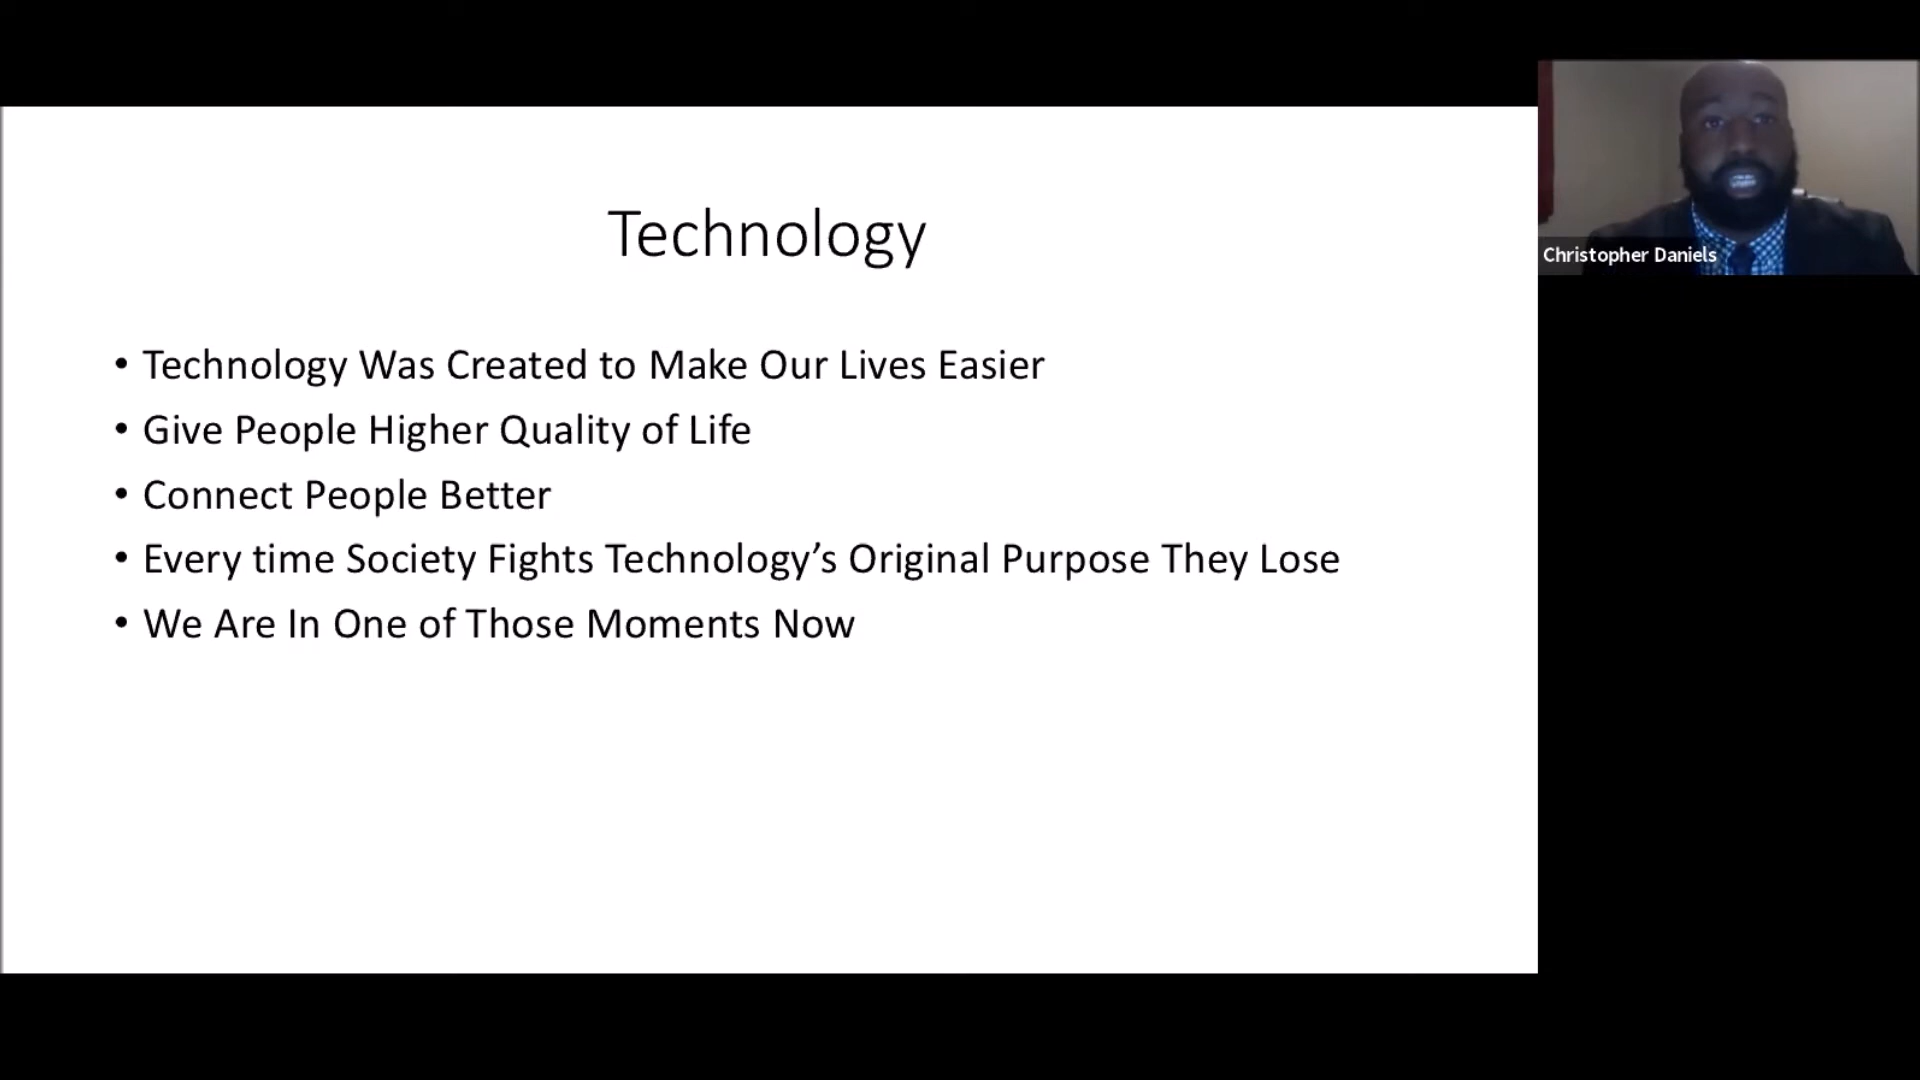 Technology
• Technology Was Created to Make Our Lives Easier
• Give People Higher Quality of Life
• Connect People Better
• Every time Society Fights Technology’s Original Purpose They Lose
• We Are In One of Those Moments Now
Christopher Daniels